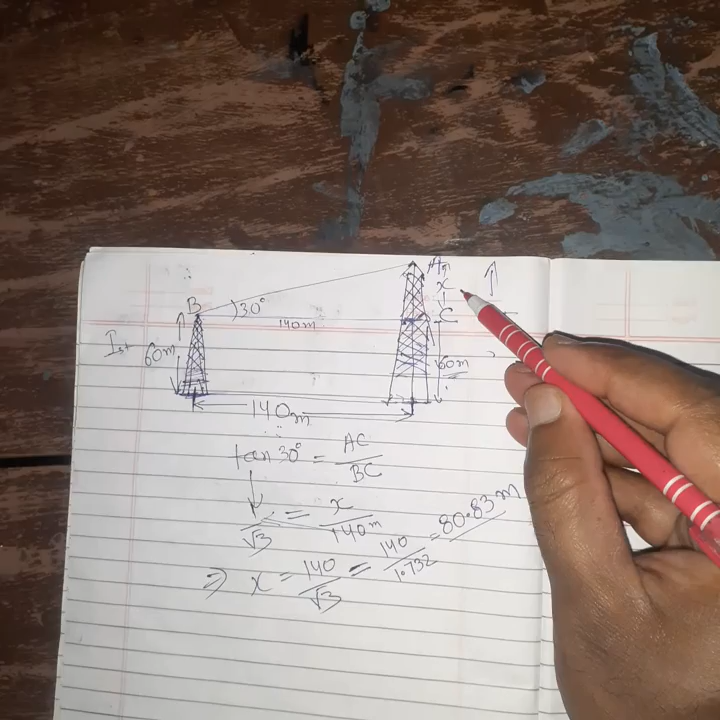 A
x
B
30°
140m
C
Ist
60m
60m
140m
tan 30° = AC/BC
1/√3 = x/140m
⇒ x = 140/√3 = 140/1.732 = 80.83m